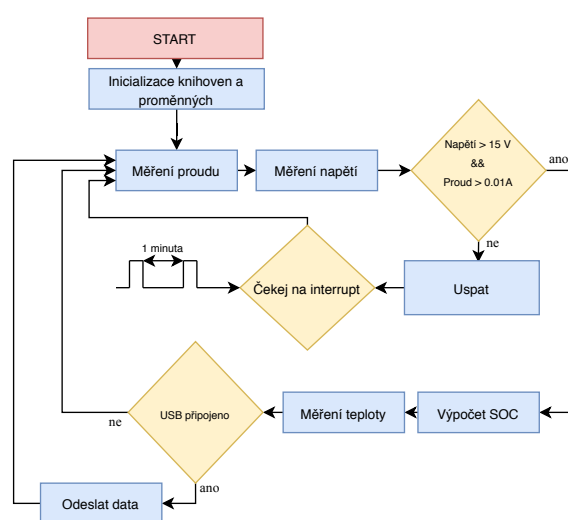 START
Inicializace knihoven a
proměnných
Měření proudu
Měření napětí
Napětí > 15 V
&&
Proud > 0.01A
ano
ne
1 minuta
Čekej na interrupt
Uspat
USB připojeno
ne
Měření teploty
Výpočet SOC
ano
Odeslat data